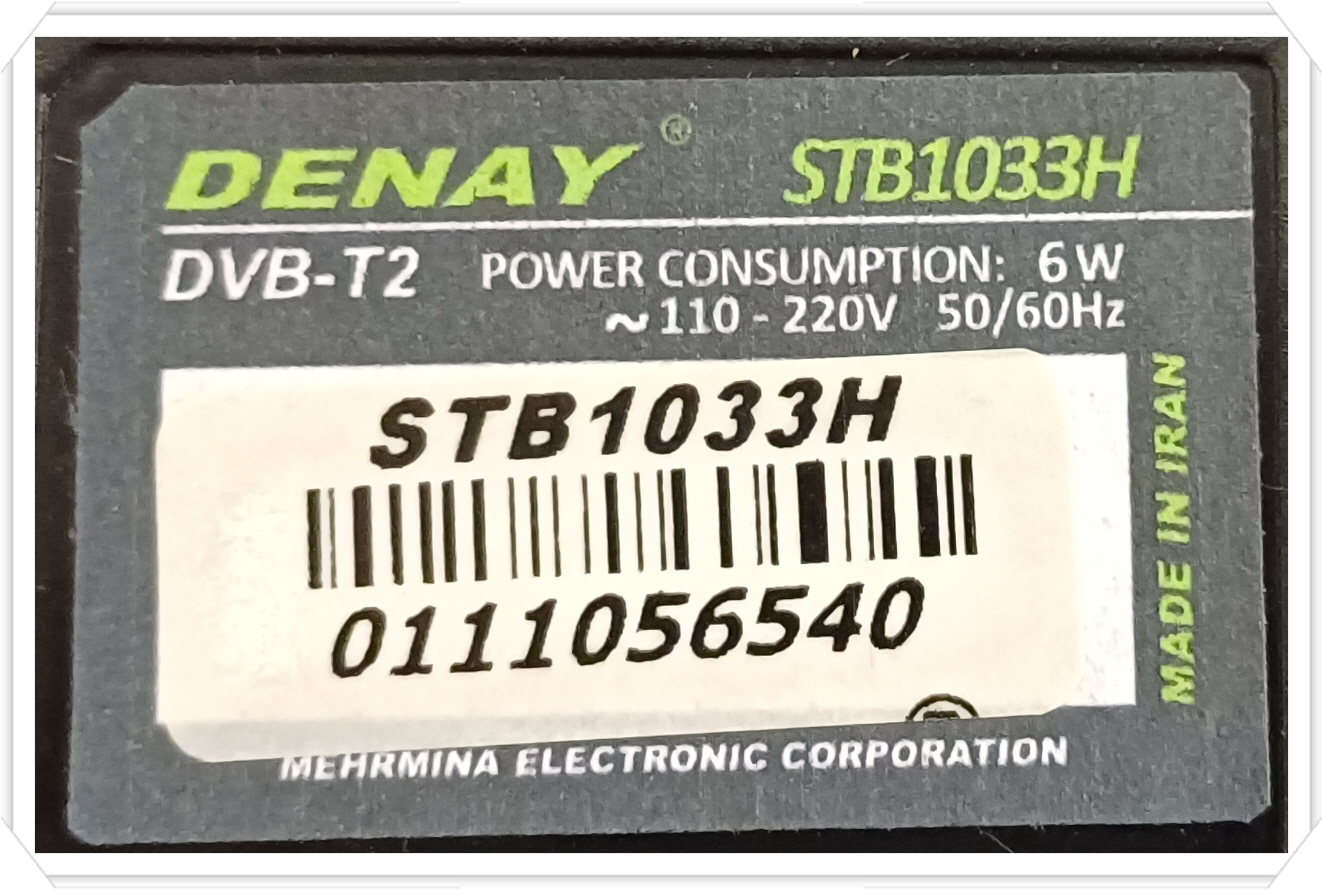 DENAY ® STB1033H
DVB-T2 POWER CONSUMPTION: 6 W
~ 110 - 220V 50/60Hz
STB1033H
0111056540
MADE IN IRAN
MEHRMINA ELECTRONIC CORPORATION